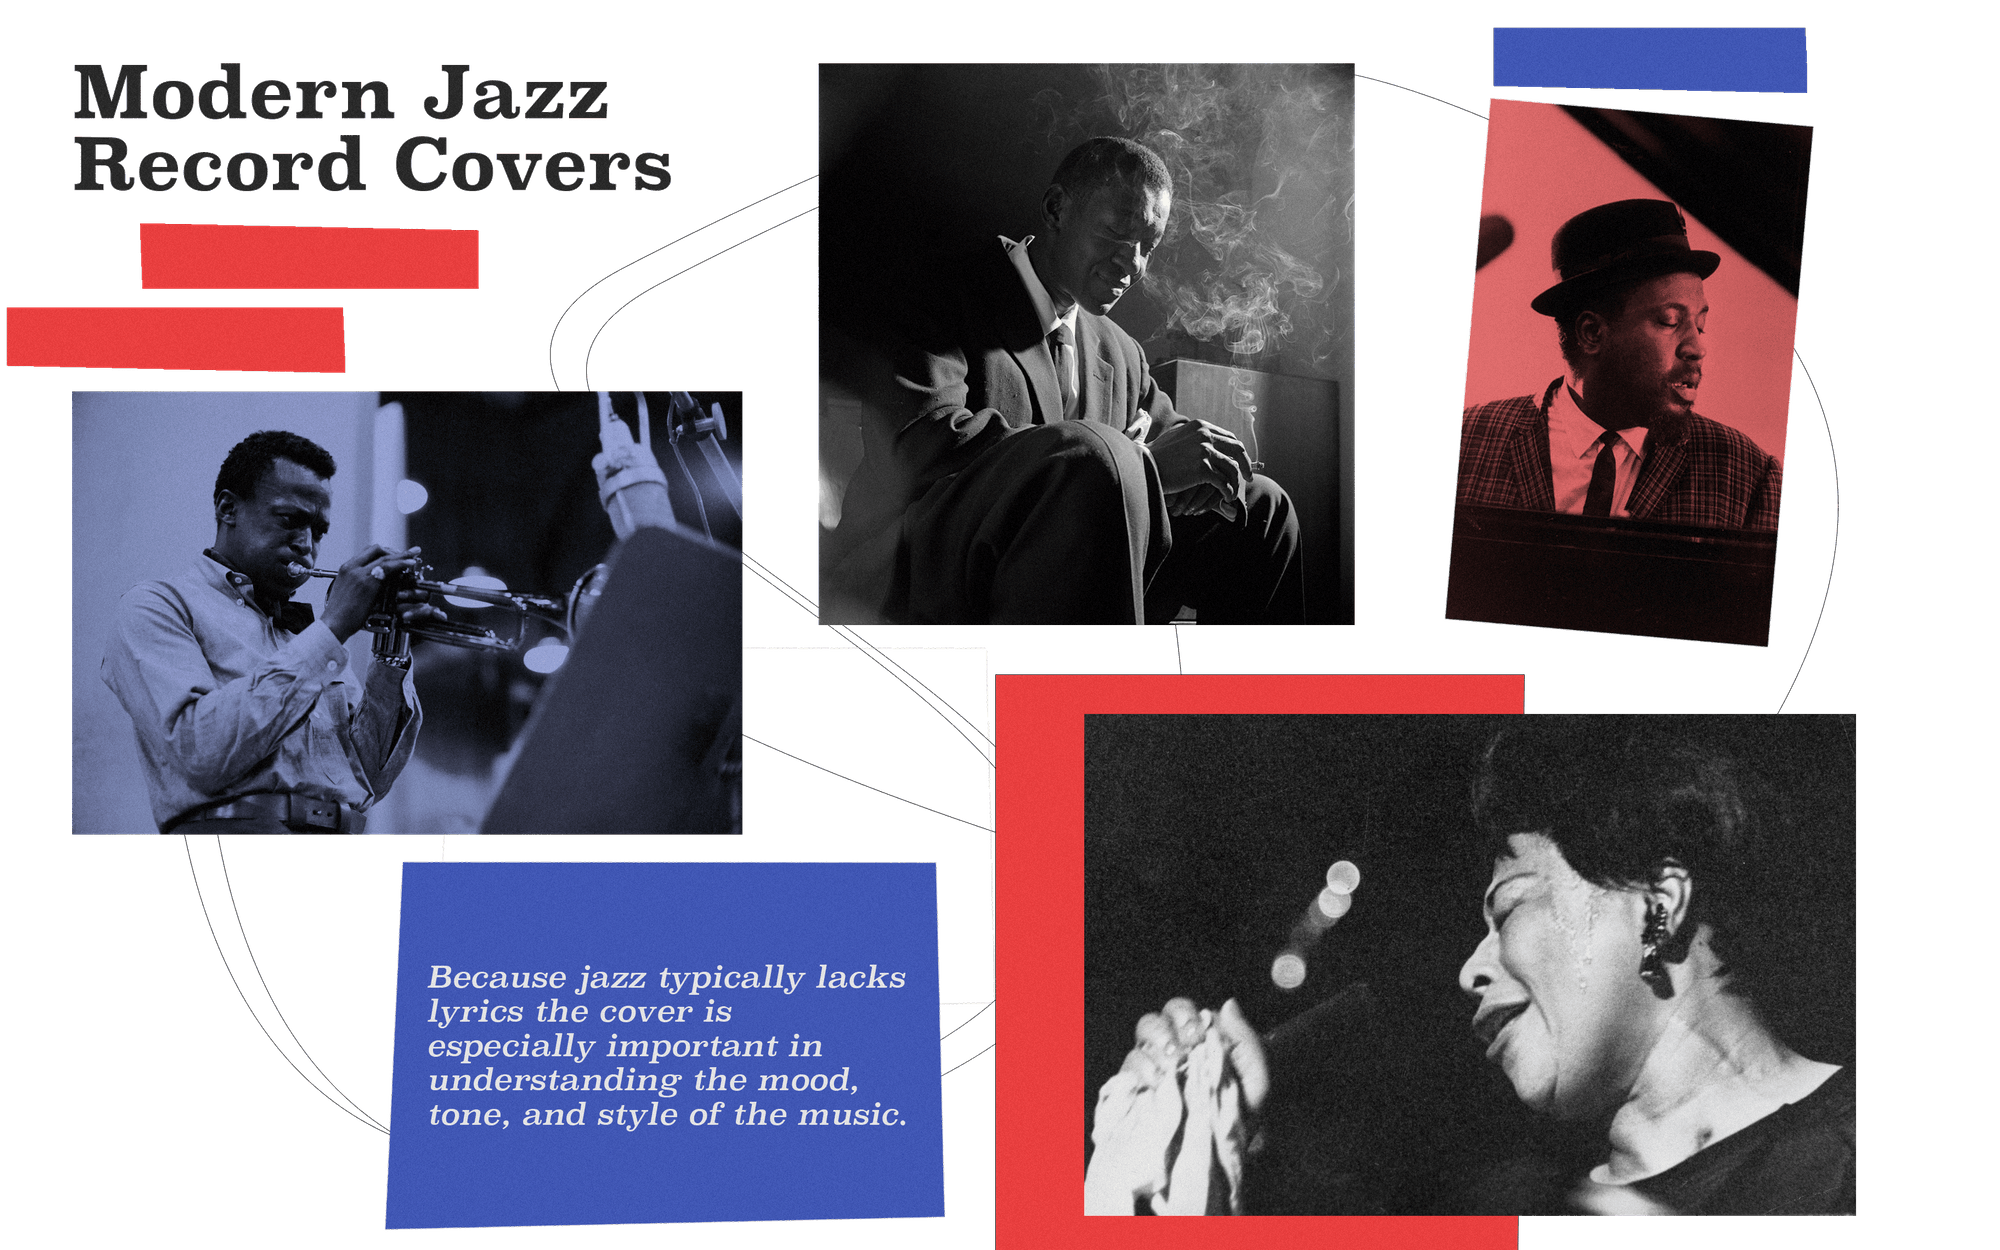 Modern Jazz
Record Covers
Because jazz typically lacks
lyrics the cover is
especially important in
understanding the mood,
tone, and style of the music.